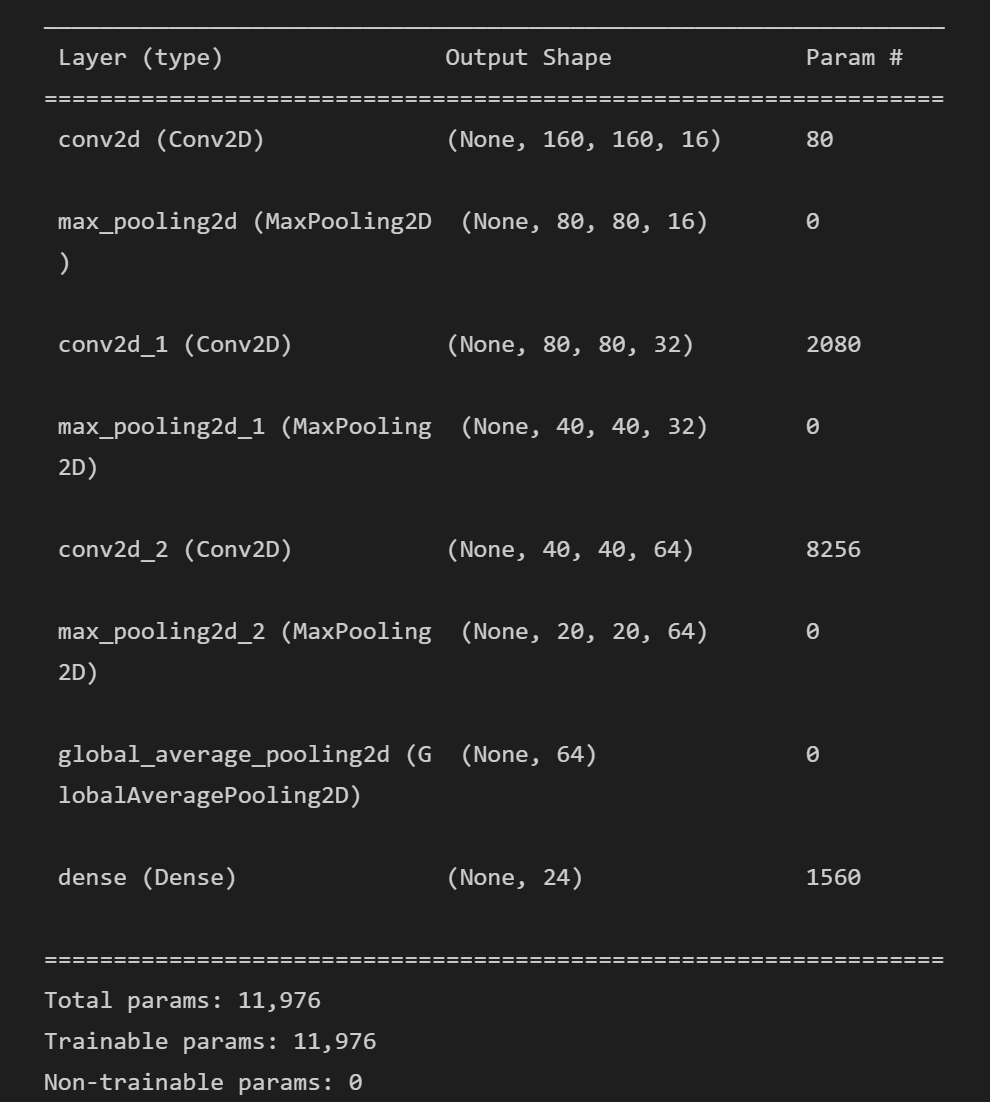 Layer (type) Output Shape Param #
=================================================================
conv2d (Conv2D) (None, 160, 160, 16) 80
max_pooling2d (MaxPooling2D (None, 80, 80, 16) 0
)
conv2d_1 (Conv2D) (None, 80, 80, 32) 2080
max_pooling2d_1 (MaxPooling (None, 40, 40, 32) 0
2D)
conv2d_2 (Conv2D) (None, 40, 40, 64) 8256
max_pooling2d_2 (MaxPooling (None, 20, 20, 64) 0
2D)
global_average_pooling2d (G (None, 64) 0
lobalAveragePooling2D)
dense (Dense) (None, 24) 1560
=================================================================
Total params: 11,976
Trainable params: 11,976
Non-trainable params: 0